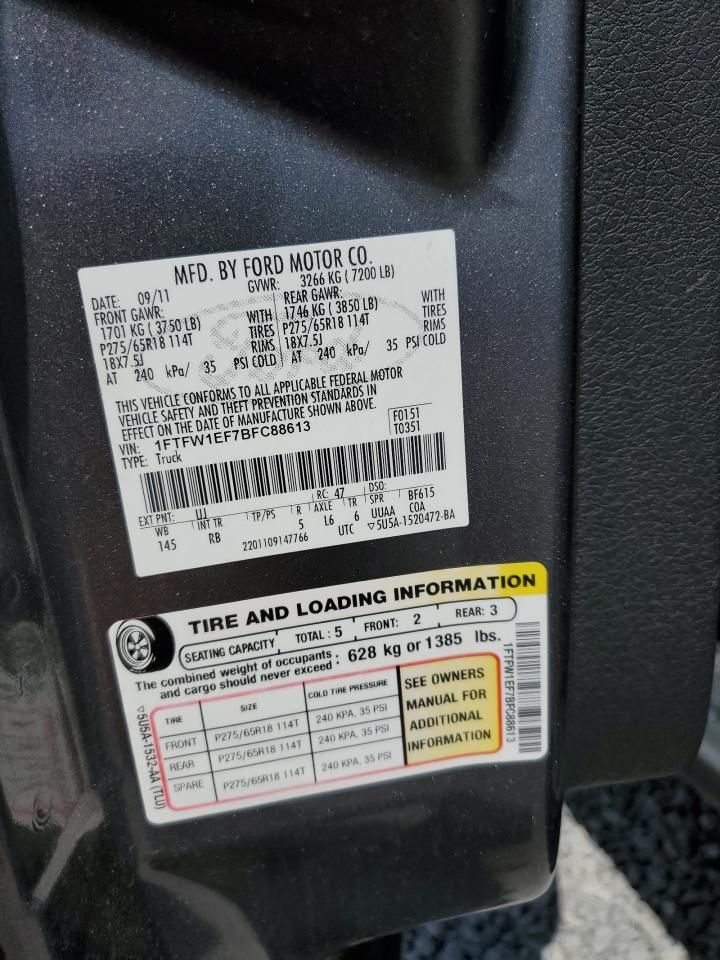 MFD. BY FORD MOTOR CO.
DATE: 09/11 GVWR: 3266 KG (7200 LB)
FRONT GAWR: REAR GAWR:
1701 KG (3750 LB) WITH 1746 KG (3850 LB) WITH
P275/65R18 114T TIRES P275/65R18 114T TIRES
18X7.5J RIMS 18X7.5J RIMS
AT 240 kPa/ 35 PSI COLD AT 240 kPa/ 35 PSI COLD
Ford
THIS VEHICLE CONFORMS TO ALL APPLICABLE FEDERAL MOTOR
VEHICLE SAFETY AND THEFT PREVENTION STANDARDS IN
EFFECT ON THE DATE OF MANUFACTURE SHOWN ABOVE.
VIN: 1FTFW1EF7BFC88613 F0151
TYPE: Truck T0351
EXT PNT: UJ RC: 47 DSO:
WB INT TR TP/PS R AXLE TR SPR BF615
145 RB 5 L6 6 UUAA COA
2201109147766 UTC ▽5U5A-1520472-BA
TIRE AND LOADING INFORMATION
SEATING CAPACITY TOTAL : 5 FRONT: 2 REAR: 3
The combined weight of occupants : 628 kg or 1385 lbs.
and cargo should never exceed
TIRE SIZE COLD TIRE PRESSURE
FRONT P275/65R18 114T 240 KPA, 35 PSI
REAR P275/65R18 114T 240 KPA, 35 PSI
SPARE P275/65R18 114T 240 KPA, 35 PSI
SEE OWNERS
MANUAL FOR
ADDITIONAL
INFORMATION
▽5U5A-1532-AA (TLU)
1FTFW1EF7BFC88613